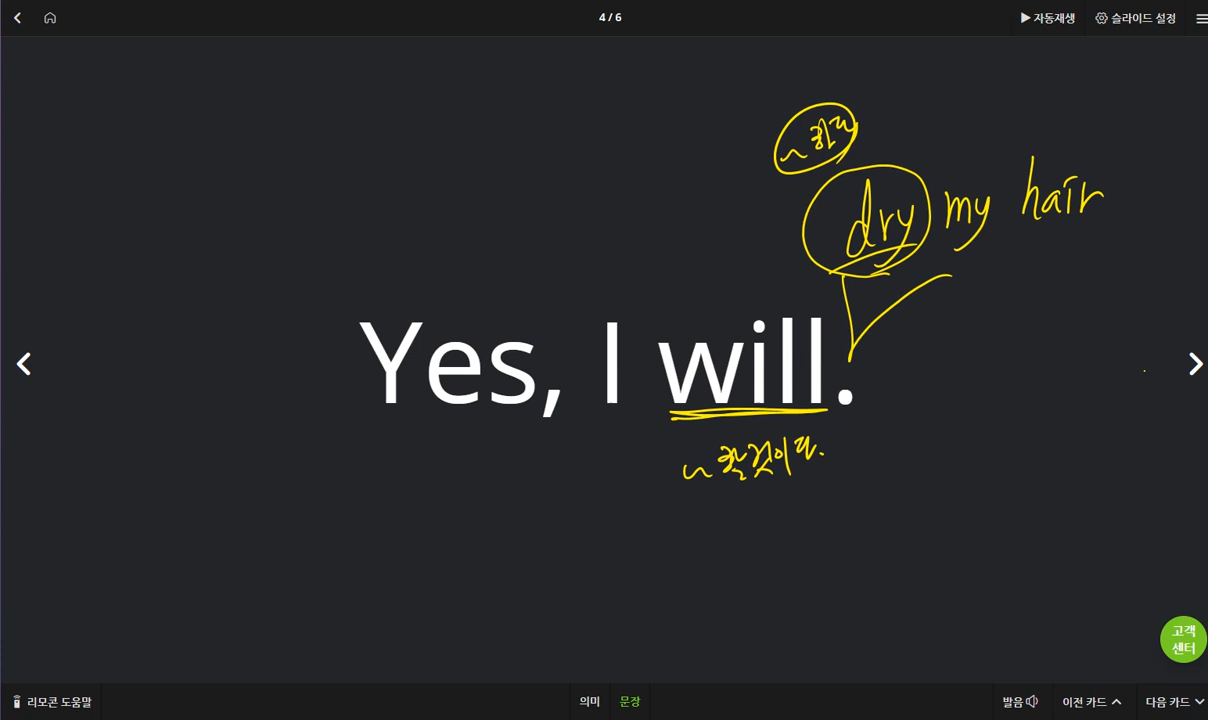 4 / 6
자동재생
슬라이드 설정
~한다
dry my hair
Yes, I will.
~할것이다.
고객
센터
리모콘 도움말
의미
문장
발음
이전 카드
다음 카드